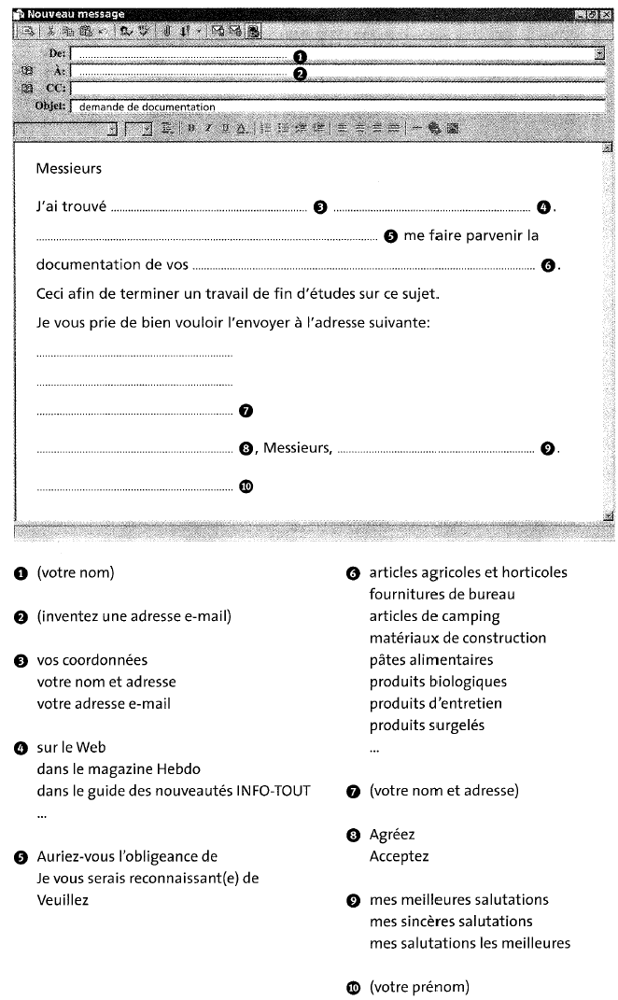 Nouveau message
De: ........................................ ❶
A: ........................................ ❷
CC:
Objet: demande de documentation
Messieurs
J'ai trouvé ........................................ ❸ ........................................ ❹.
........................................ ❺ me faire parvenir la
documentation de vos ........................................ ❻.
Ceci afin de terminer un travail de fin d'études sur ce sujet.
Je vous prie de bien vouloir l'envoyer à l'adresse suivante:
........................................
........................................
........................................ ❼
........................................ ❽, Messieurs, ........................................ ❾.
........................................ ❿
❶ (votre nom)
❷ (inventez une adresse e-mail)
❸ vos coordonnées
votre nom et adresse
votre adresse e-mail
❹ sur le Web
dans le magazine Hebdo
dans le guide des nouveautés INFO-TOUT
...
❺ Auriez-vous l'obligeance de
Je vous serais reconnaissant(e) de
Veuillez
❻ articles agricoles et horticoles
fournitures de bureau
articles de camping
matériaux de construction
pâtes alimentaires
produits biologiques
produits d'entretien
produits surgelés
...
❼ (votre nom et adresse)
❽ Agréez
Acceptez
❾ mes meilleures salutations
mes sincères salutations
mes salutations les meilleures
❿ (votre prénom)